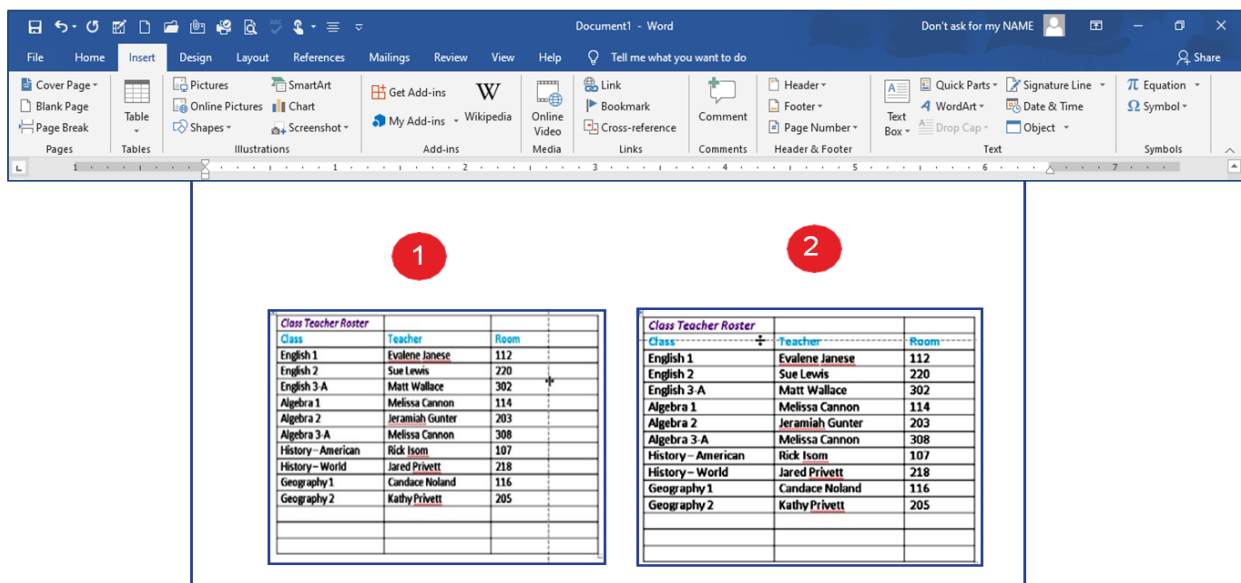 Document1 - Word
Don't ask for my NAME
File Home Insert Design Layout References Mailings Review View Help Tell me what you want to do Share
Cover Page
Blank Page
Page Break
Pages
Table
Tables
Pictures
Online Pictures
Shapes
SmartArt
Chart
Screenshot
Illustrations
Get Add-ins
My Add-ins
Wikipedia
Add-ins
Online
Video
Media
Link
Bookmark
Cross-reference
Links
Comment
Comments
Header
Footer
Page Number
Header & Footer
Text
Box
Quick Parts
WordArt
Drop Cap
Signature Line
Date & Time
Object
Text
Equation
Symbol
Symbols
1 1 2 3 4 5 6 7
1
Class Teacher Roster
Class Teacher Room
English 1 Evalene Janese 112
English 2 Sue Lewis 220
English 3-A Matt Wallace 302
Algebra 1 Melissa Cannon 114
Algebra 2 Jeramiah Gunter 203
Algebra 3-A Melissa Cannon 308
History – American Rick Isom 107
History – World Jared Privett 218
Geography 1 Candace Noland 116
Geography 2 Kathy Privett 205
2
Class Teacher Roster
Class Teacher Room
English 1 Evalene Janese 112
English 2 Sue Lewis 220
English 3-A Matt Wallace 302
Algebra 1 Melissa Cannon 114
Algebra 2 Jeramiah Gunter 203
Algebra 3-A Melissa Cannon 308
History – American Rick Isom 107
History – World Jared Privett 218
Geography 1 Candace Noland 116
Geography 2 Kathy Privett 205